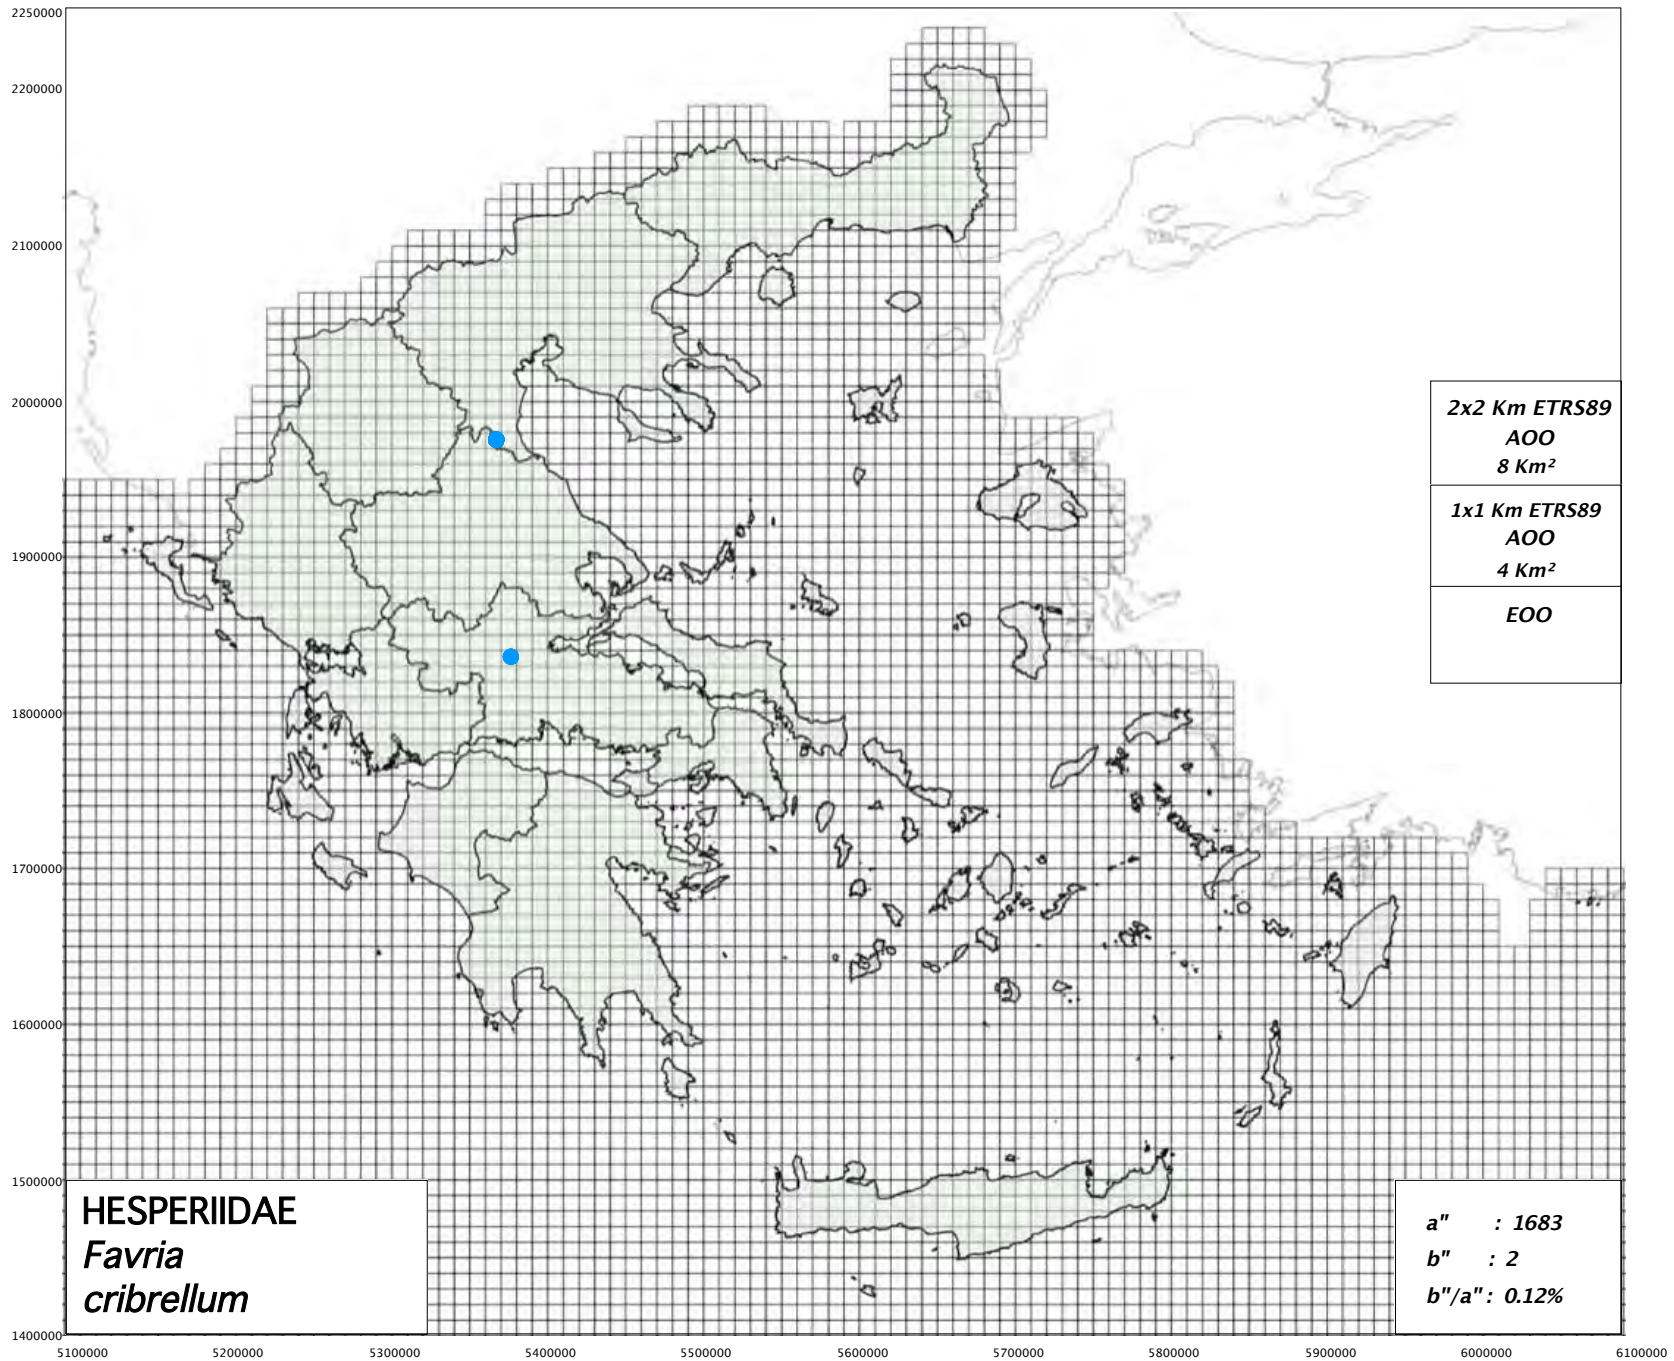 2250000
2200000
2100000
2000000
1900000
1800000
1700000
1600000
1500000
1400000
2x2 Km ETRS89
AOO
8 Km²
1x1 Km ETRS89
AOO
4 Km²
EOO
HESPERIIDAE
Favria
cribrellum
a" : 1683
b" : 2
b"/a" : 0.12%
5100000 5200000 5300000 5400000 5500000 5600000 5700000 5800000 5900000 6000000 6100000